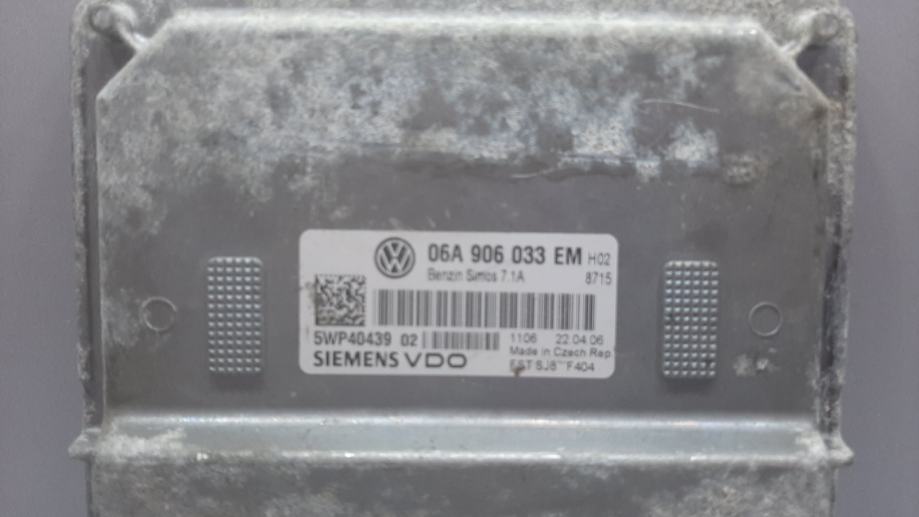 06A 906 033 EM H02
Benzin Simos 7.1A 8715
5WP40439 02 1106 22.04.06
SIEMENS VDO Made in Czech Rep
F404